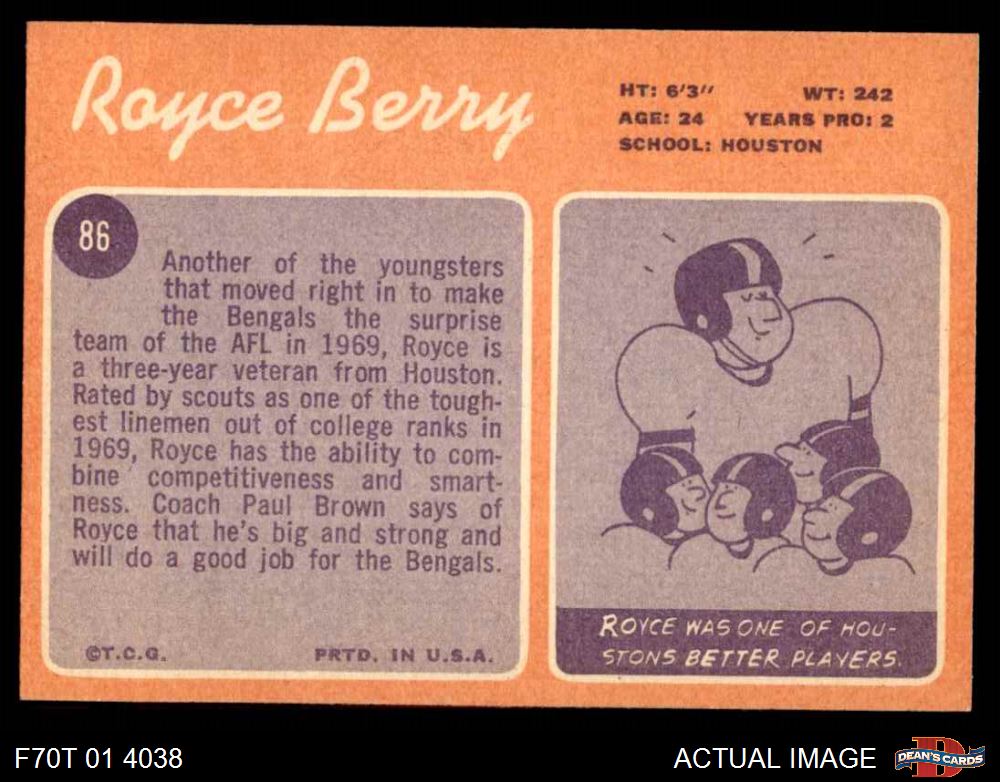 Royce Berry
HT: 6'3" WT: 242
AGE: 24 YEARS PRO: 2
SCHOOL: HOUSTON
86
Another of the youngsters
that moved right in to make
the Bengals the surprise
team of the AFL in 1969, Royce is
a three-year veteran from Houston.
Rated by scouts as one of the tough-
est linemen out of college ranks in
1969, Royce has the ability to com-
bine competitiveness and smart-
ness. Coach Paul Brown says of
Royce that he's big and strong and
will do a good job for the Bengals.
©T.C.G. PRTD. IN U.S.A.
ROYCE WAS ONE OF HOU-
STONS BETTER PLAYERS.
F70T 01 4038
ACTUAL IMAGE
D
DEAN'S CARDS